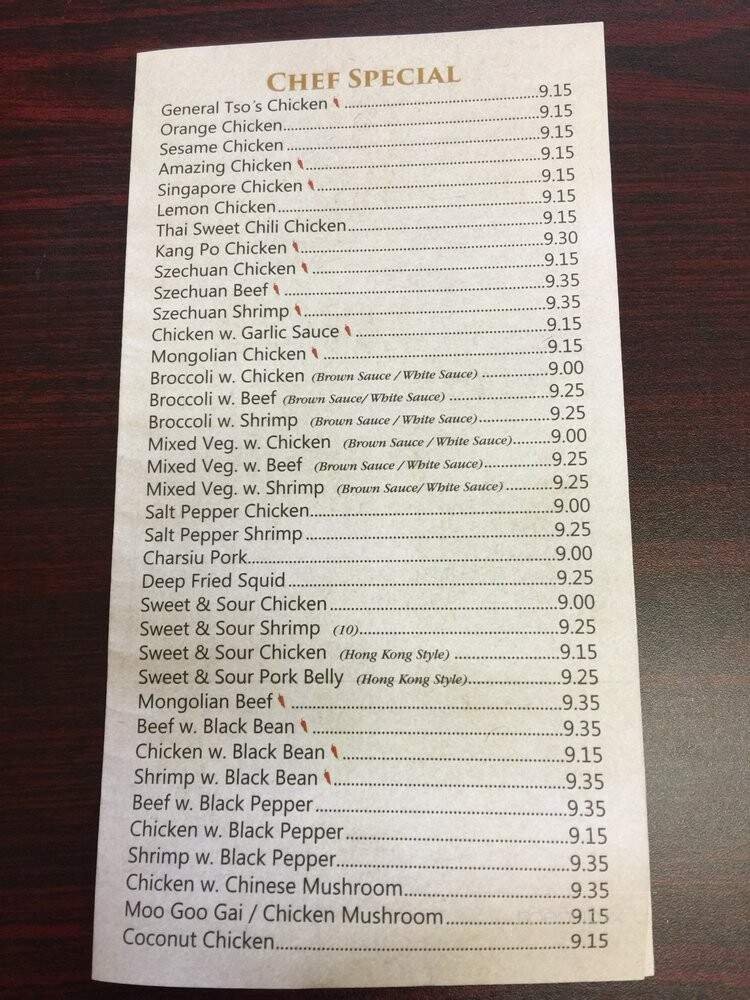 CHEF SPECIAL
General Tso's Chicken ........ 9.15
Orange Chicken ........ 9.15
Sesame Chicken ........ 9.15
Amazing Chicken ........ 9.15
Singapore Chicken ........ 9.15
Lemon Chicken ........ 9.15
Thai Sweet Chili Chicken ........ 9.15
Kang Po Chicken ........ 9.30
Szechuan Chicken ........ 9.15
Szechuan Beef ........ 9.35
Szechuan Shrimp ........ 9.35
Chicken w. Garlic Sauce ........ 9.15
Mongolian Chicken ........ 9.15
Broccoli w. Chicken (Brown Sauce / White Sauce) ........ 9.00
Broccoli w. Beef (Brown Sauce/ White Sauce) ........ 9.25
Broccoli w. Shrimp (Brown Sauce / White Sauce) ........ 9.25
Mixed Veg. w. Chicken (Brown Sauce / White Sauce) ........ 9.00
Mixed Veg. w. Beef (Brown Sauce / White Sauce) ........ 9.25
Mixed Veg. w. Shrimp (Brown Sauce/ White Sauce) ........ 9.25
Salt Pepper Chicken ........ 9.00
Salt Pepper Shrimp ........ 9.25
Charsiu Pork ........ 9.00
Deep Fried Squid ........ 9.25
Sweet & Sour Chicken ........ 9.00
Sweet & Sour Shrimp (10) ........ 9.25
Sweet & Sour Chicken (Hong Kong Style) ........ 9.15
Sweet & Sour Pork Belly (Hong Kong Style) ........ 9.25
Mongolian Beef ........ 9.35
Beef w. Black Bean ........ 9.35
Chicken w. Black Bean ........ 9.15
Shrimp w. Black Bean ........ 9.35
Beef w. Black Pepper ........ 9.35
Chicken w. Black Pepper ........ 9.15
Shrimp w. Black Pepper ........ 9.35
Chicken w. Chinese Mushroom ........ 9.35
Moo Goo Gai / Chicken Mushroom ........ 9.15
Coconut Chicken ........ 9.15